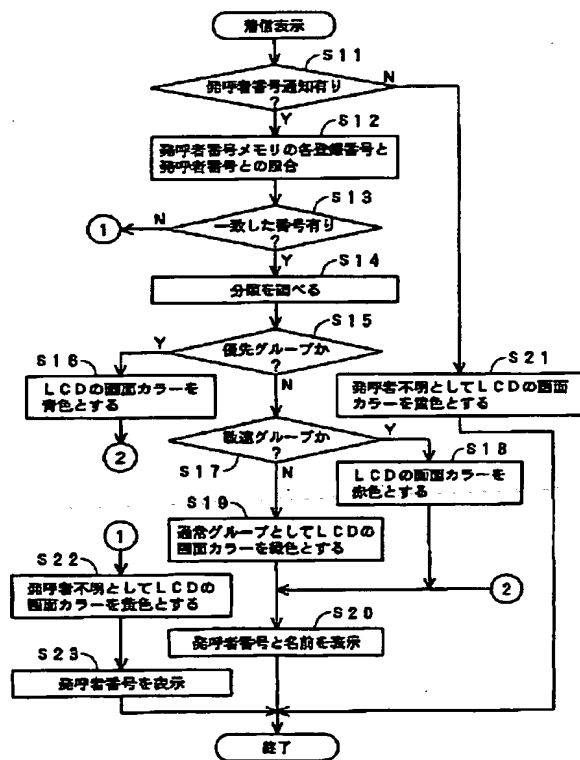 着信表示
S11
発呼者番号通知有り
?
N
Y
S12
発呼者番号メモリの各登録番号と
発呼者番号との照合
S13
一致した番号有り
?
N
①
Y
S14
分類を調べる
S15
優先グループか
?
Y
N
S16
LCDの画面カラーを
青色とする
②
S21
発呼者不明としてLCDの画面
カラーを黄色とする
敬遠グループか
?
S17
Y
N
S18
LCDの画面カラーを
赤色とする
S19
通常グループとしてLCDの
画面カラーを緑色とする
①
S22
発呼者不明としてLCDの
画面カラーを黄色とする
②
S20
発呼者番号と名前を表示
S23
発呼者番号を表示
終了